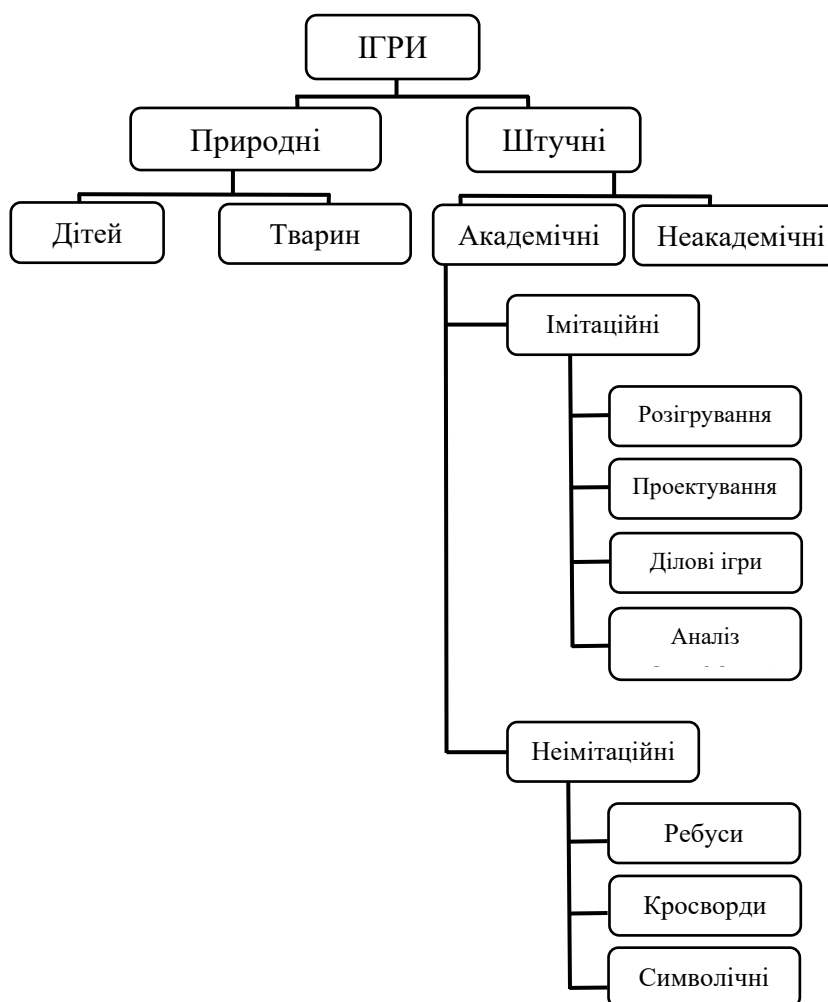 ІГРИ
Природні
Штучні
Дітей
Тварин
Академічні
Неакадемічні
Імітаційні
Розігрування
Проектування
Ділові ігри
Аналіз
Неімітаційні
Ребуси
Кросворди
Символічні